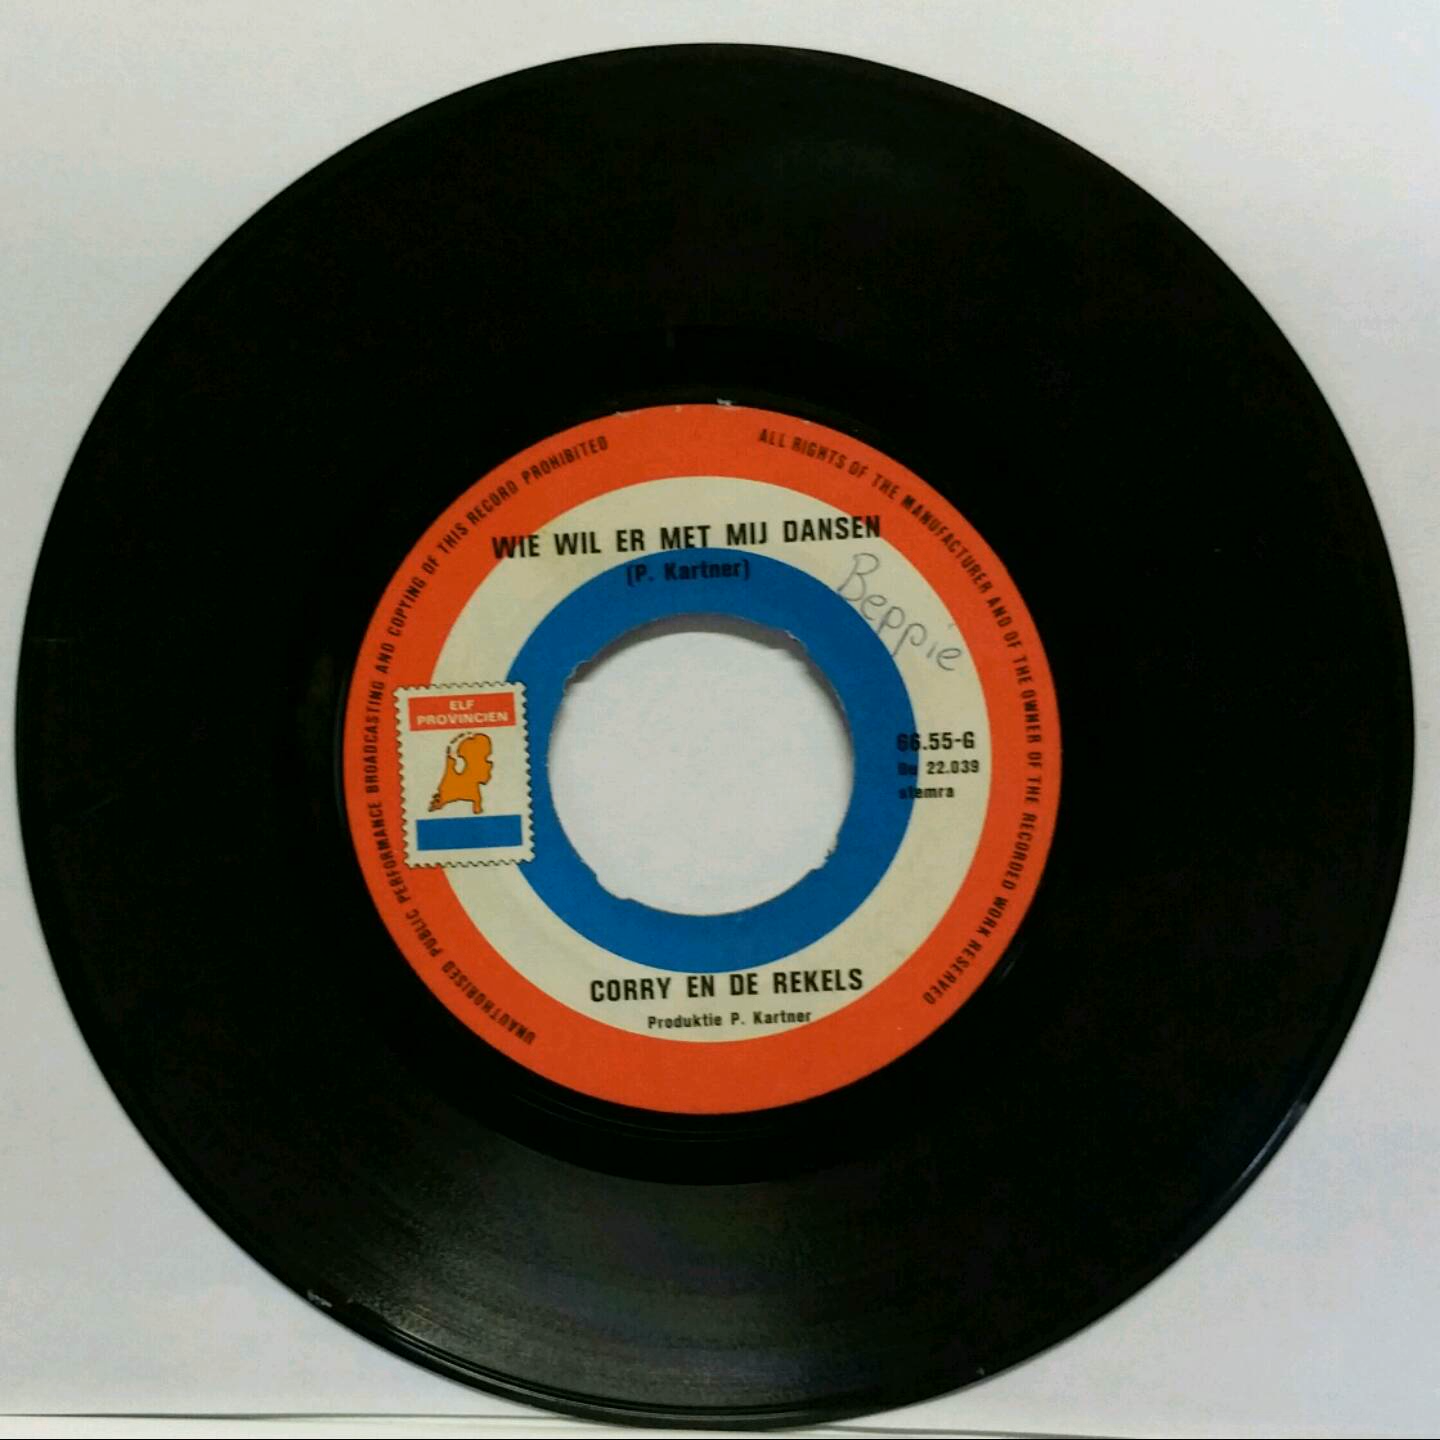 UNAUTHORISED PUBLIC PERFORMANCE BROADCASTING AND COPYING OF THIS RECORD PROHIBITED
ALL RIGHTS OF THE MANUFACTURER AND OF THE OWNER OF THE RECORDED WORK RESERVED
WIE WIL ER MET MIJ DANSEN
(P. Kartner)
Beppie
ELF
PROVINCIEN
66.55-G
Bu 22.039
stemra
CORRY EN DE REKELS
Produktie P. Kartner